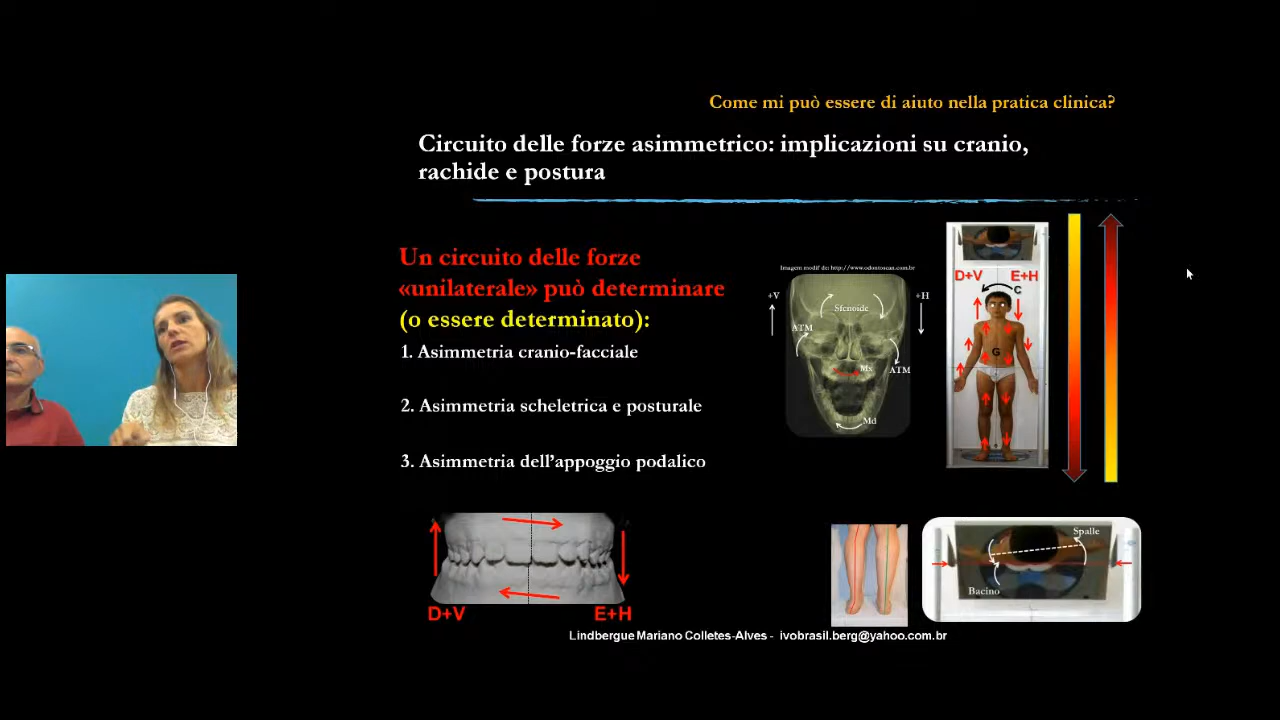 Come mi può essere di aiuto nella pratica clinica?
Circuito delle forze asimmetrico: implicazioni su cranio,
rachide e postura
Un circuito delle forze
«unilaterale» può determinare
(o essere determinato):
1. Asimmetria cranio-facciale
2. Asimmetria scheletrica e posturale
3. Asimmetria dell'appoggio podalico
Imagem modif de: http://www.odontoscan.com.br
+V
+H
Sfenoide
ATM
ATM
Mx
Md
D+V
E+H
C
G
D+V
E+H
Spalle
Bacino
Lindbergue Mariano Colletes-Alves - ivobrasil.berg@yahoo.com.br